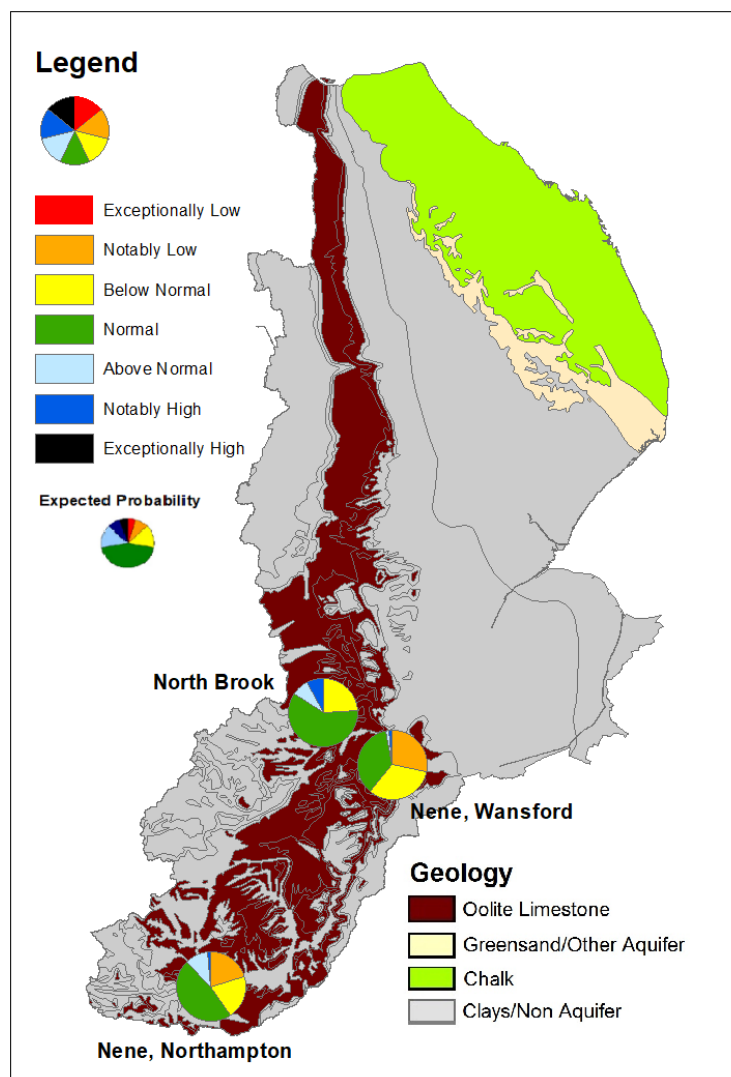 Legend
Exceptionally Low
Notably Low
Below Normal
Normal
Above Normal
Notably High
Exceptionally High
Expected Probability
North Brook
Nene, Wansford
Geology
Oolite Limestone
Greensand/Other Aquifer
Chalk
Clays/Non Aquifer
Nene, Northampton